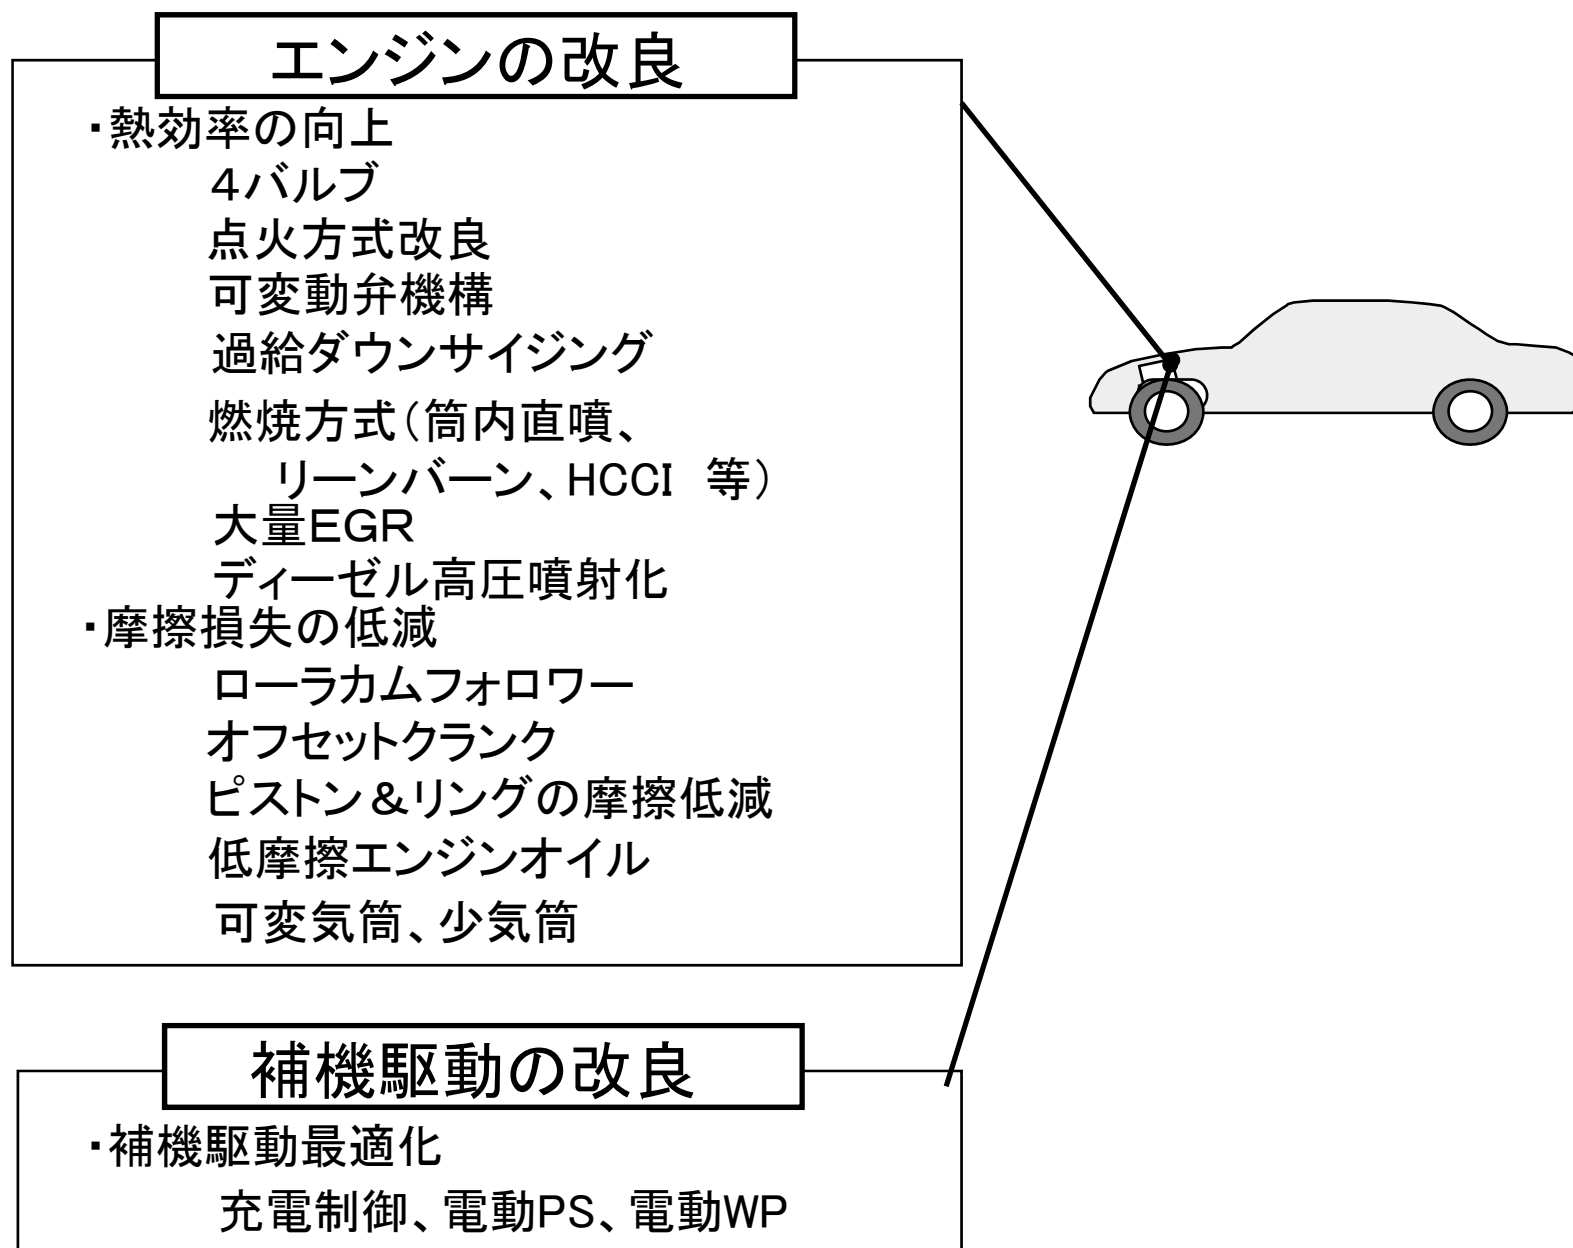 エンジンの改良
・熱効率の向上
４バルブ
点火方式改良
可変動弁機構
過給ダウンサイジング
燃焼方式（筒内直噴、
リーンバーン、HCCI　等）
大量EGR
ディーゼル高圧噴射化
・摩擦損失の低減
ローラカムフォロワー
オフセットクランク
ピストン＆リングの摩擦低減
低摩擦エンジンオイル
可変気筒、少気筒
補機駆動の改良
・補機駆動最適化
充電制御、電動PS、電動WP